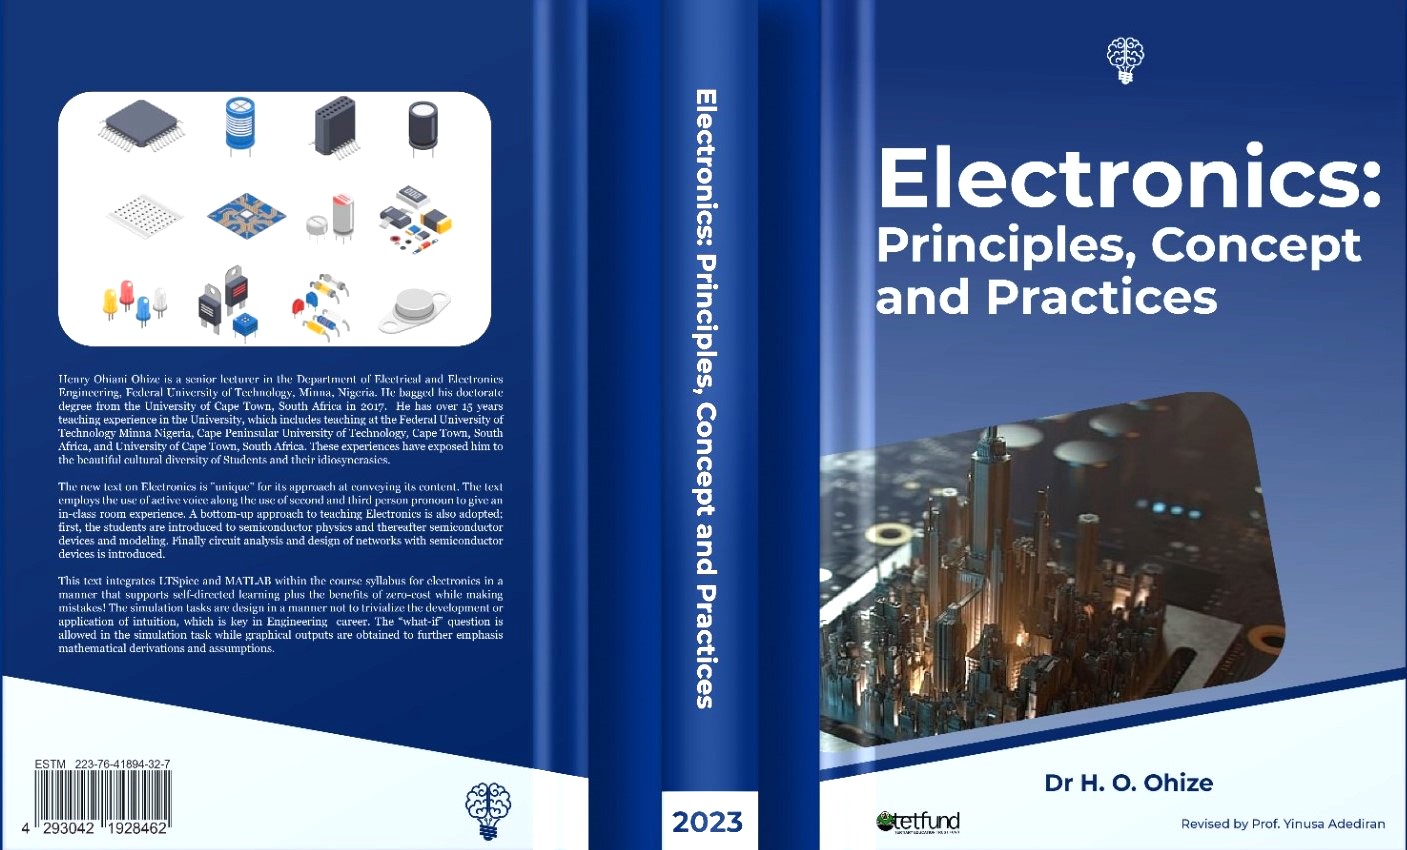 Henry Ohiani Ohize is a senior lecturer in the Department of Electrical and Electronics
Engineering, Federal University of Technology, Minna, Nigeria. He bagged his doctorate
degree from the University of Cape Town, South Africa in 2017. He has over 15 years
teaching experience in the University, which includes teaching at the Federal University of
Technology Minna Nigeria, Cape Peninsular University of Technology, Cape Town, South
Africa, and University of Cape Town, South Africa. These experiences have exposed him to
the beautiful cultural diversity of Students and their idiosyncrasies.
The new text on Electronics is "unique" for its approach at conveying its content. The text
employs the use of active voice along the use of second and third person pronoun to give an
in-class room experience. A bottom-up approach to teaching Electronics is also adopted;
first, the students are introduced to semiconductor physics and thereafter semiconductor
devices and modeling. Finally circuit analysis and design of networks with semiconductor
devices is introduced.
This text integrates LTSpice and MATLAB within the course syllabus for electronics in a
manner that supports self-directed learning plus the benefits of zero-cost while making
mistakes! The simulation tasks are design in a manner not to trivialize the development or
application of intuition, which is key in Engineering career. The "what-if" question is
allowed in the simulation task while graphical outputs are obtained to further emphasis
mathematical derivations and assumptions.
ESTM 223-76-41894-32-7
4 293042 1928462
Electronics: Principles, Concept and Practices
2023
Electronics:
Principles, Concept
and Practices
Dr H. O. Ohize
tetfund
Revised by Prof. Yinusa Adediran